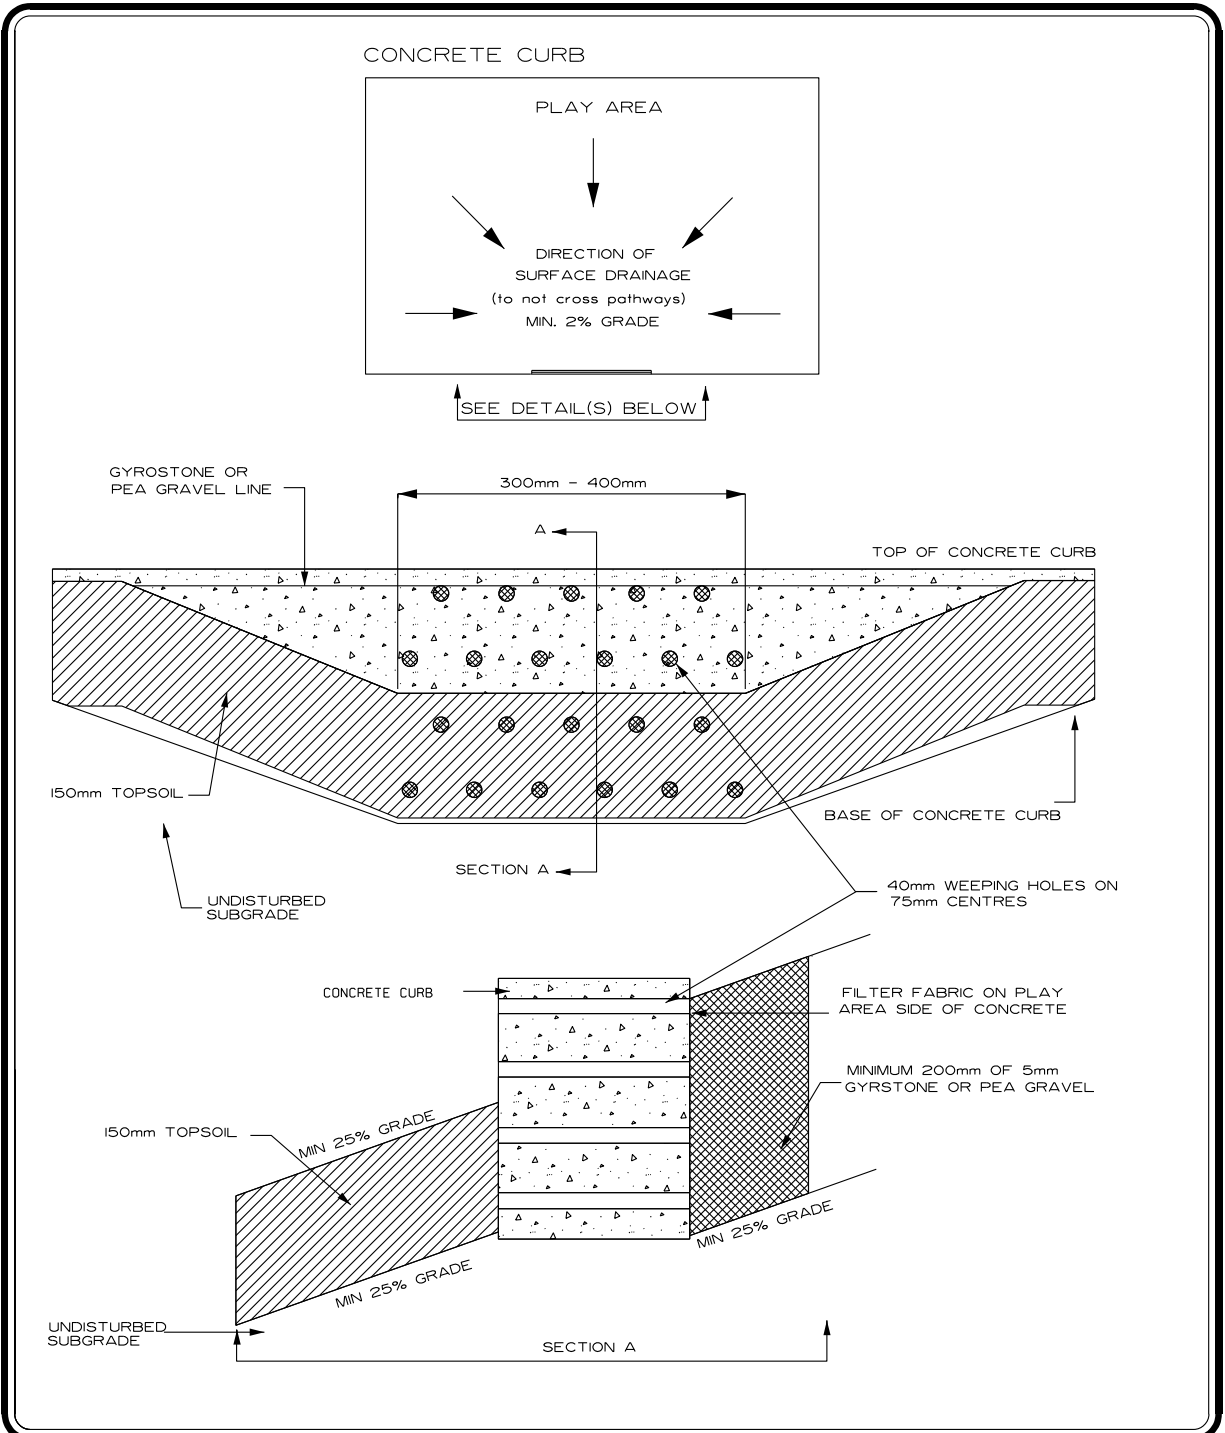 CONCRETE CURB
PLAY AREA
DIRECTION OF
SURFACE DRAINAGE
(to not cross pathways)
MIN. 2% GRADE
SEE DETAIL(S) BELOW
GYROSTONE OR
PEA GRAVEL LINE
300mm - 400mm
A
TOP OF CONCRETE CURB
150mm TOPSOIL
BASE OF CONCRETE CURB
SECTION A
UNDISTURBED
SUBGRADE
40mm WEEPING HOLES ON
75mm CENTRES
CONCRETE CURB
FILTER FABRIC ON PLAY
AREA SIDE OF CONCRETE
MINIMUM 200mm OF 5mm
GYRSTONE OR PEA GRAVEL
150mm TOPSOIL
MIN 25% GRADE
MIN 25% GRADE
MIN 25% GRADE
UNDISTURBED
SUBGRADE
SECTION A